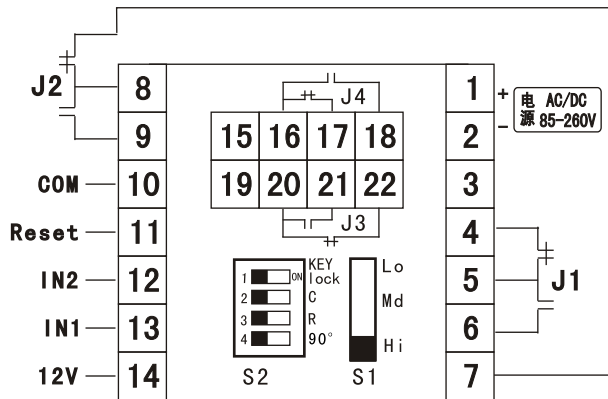 J2
8
9
COM 10
Reset 11
IN2 12
IN1 13
12V 14
J4
15 16 17 18
19 20 21 22
J3
1 ON KEY lock
2 C
3 R
4 90°
S2
Lo
Md
Hi
S1
1 +
2 −
电源 AC/DC 85-260V
3
4
5
6
7
J1